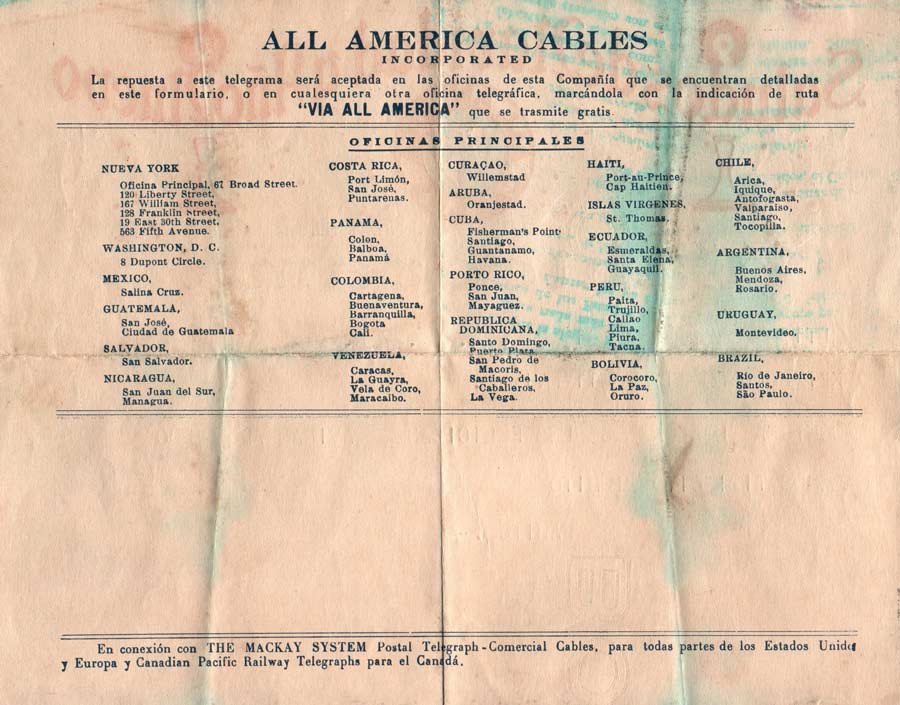 ALL AMERICA CABLES
INCORPORATED
La repuesta a este telegrama será aceptada en las oficinas de esta Compañía que se encuentran detalladas
en este formulario, o en cualesquiera otra oficina telegráfica, marcándola con la indicación de ruta
"VIA ALL AMERICA" que se trasmite gratis.
OFICINAS PRINCIPALES
NUEVA YORK
Oficina Principal, 67 Broad Street.
120 Liberty Street,
167 William Street,
128 Franklin Street,
19 East 30th Street,
563 Fifth Avenue.
WASHINGTON, D. C.
8 Dupont Circle.
MEXICO,
Salina Cruz.
GUATEMALA,
San José,
Ciudad de Guatemala
SALVADOR,
San Salvador.
NICARAGUA,
San Juan del Sur,
Managua.
COSTA RICA,
Port Limón,
San José,
Puntarenas.
PANAMA,
Colon,
Balboa,
Panamá
COLOMBIA,
Cartagena,
Buenaventura,
Barranquilla,
Bogota
Cali.
VENEZUELA,
Caracas,
La Guayra,
Vela de Coro,
Maracaibo.
CURAÇAO,
Willemstad
ARUBA,
Oranjestad.
CUBA,
Fisherman's Point
Santiago,
Guantanamo,
Havana.
PORTO RICO,
Ponce,
San Juan,
Mayaguez.
REPUBLICA
DOMINICANA,
Santo Domingo,
Puerto Plata,
San Pedro de
Macoris,
Santiago de los
Caballeros,
La Vega.
HAITI,
Port-au-Prince,
Cap Haitien.
ISLAS VIRGENES,
St. Thomas.
ECUADOR,
Esmeraldas,
Santa Elena,
Guayaquil.
PERU,
Paita,
Trujillo,
Callao
Lima,
Piura.
Tacna.
BOLIVIA,
Corocoro,
La Paz,
Oruro.
CHILE,
Arica,
Iquique,
Antofogasta,
Valparaiso,
Santiago,
Tocopilla.
ARGENTINA,
Buenos Aires,
Mendoza,
Rosario.
URUGUAY,
Montevideo.
BRAZIL,
Rio de Janeiro,
Santos,
São Paulo.
En conexión con THE MACKAY SYSTEM Postal Telegraph-Comercial Cables, para todas partes de los Estados Unidos
y Europa y Canadian Pacific Railway Telegraphs para el Canadá.